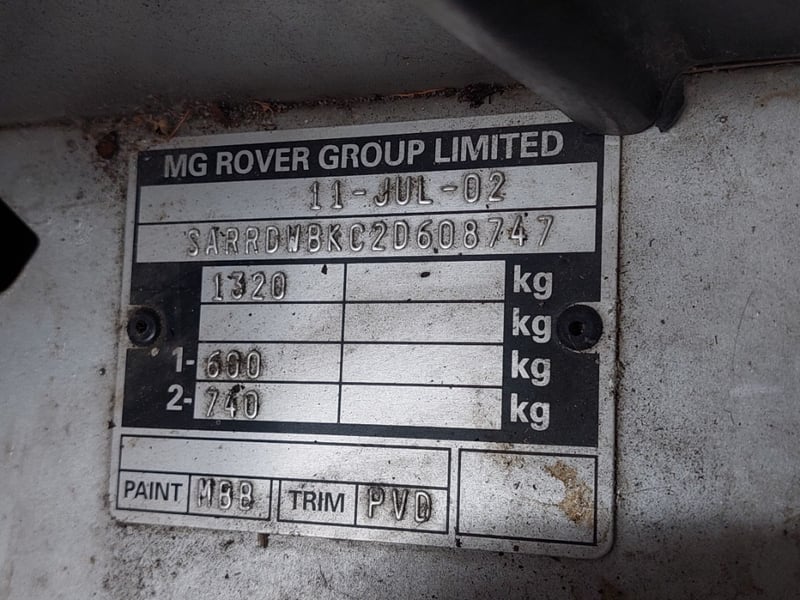 MG ROVER GROUP LIMITED
11-JUL-02
SARRDWBKC2D608747
1320 kg
kg
1- 600 kg
2- 740 kg
PAINT MBB TRIM PVD